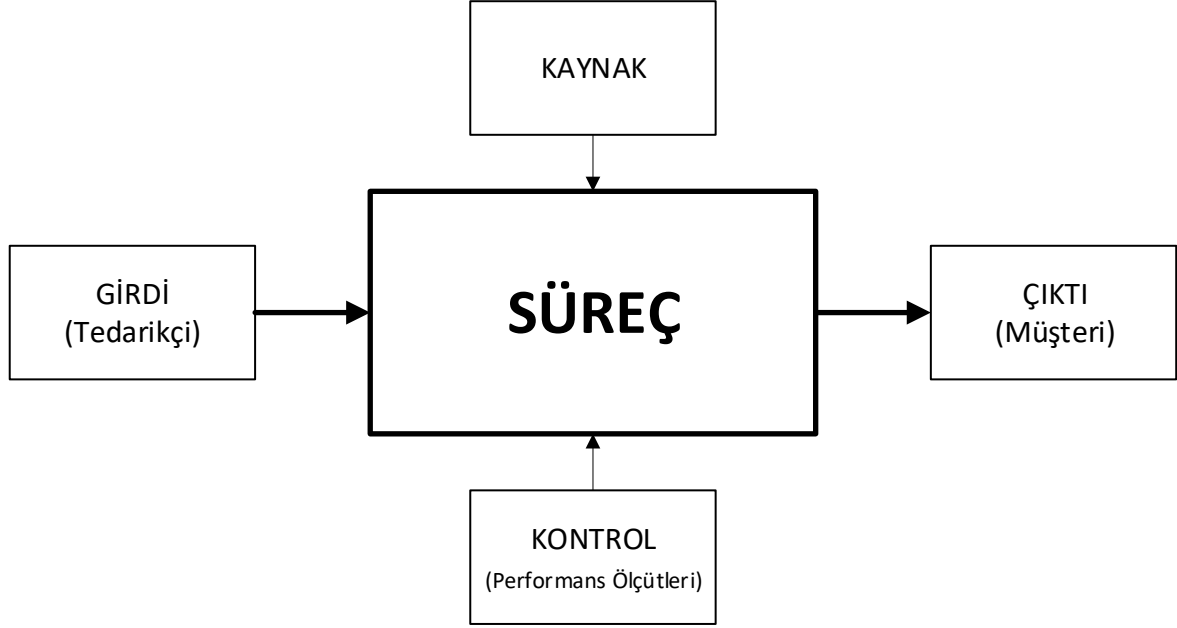 KAYNAK
GİRDİ
(Tedarikçi)
SÜREÇ
ÇIKTI
(Müşteri)
KONTROL
(Performans Ölçütleri)